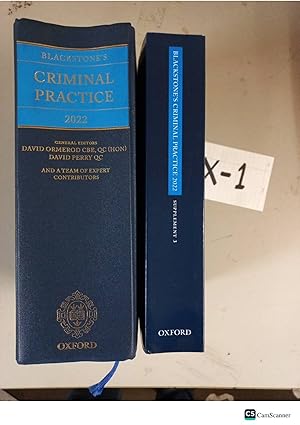 BLACKSTONE'S
CRIMINAL
PRACTICE
2022
GENERAL EDITORS
DAVID ORMEROD CBE, QC (HON)
DAVID PERRY QC
AND A TEAM OF EXPERT
CONTRIBUTORS
OXFORD
BLACKSTONE'S CRIMINAL PRACTICE 2022
SUPPLEMENT 3
OXFORD
X-1
CS CamScanner